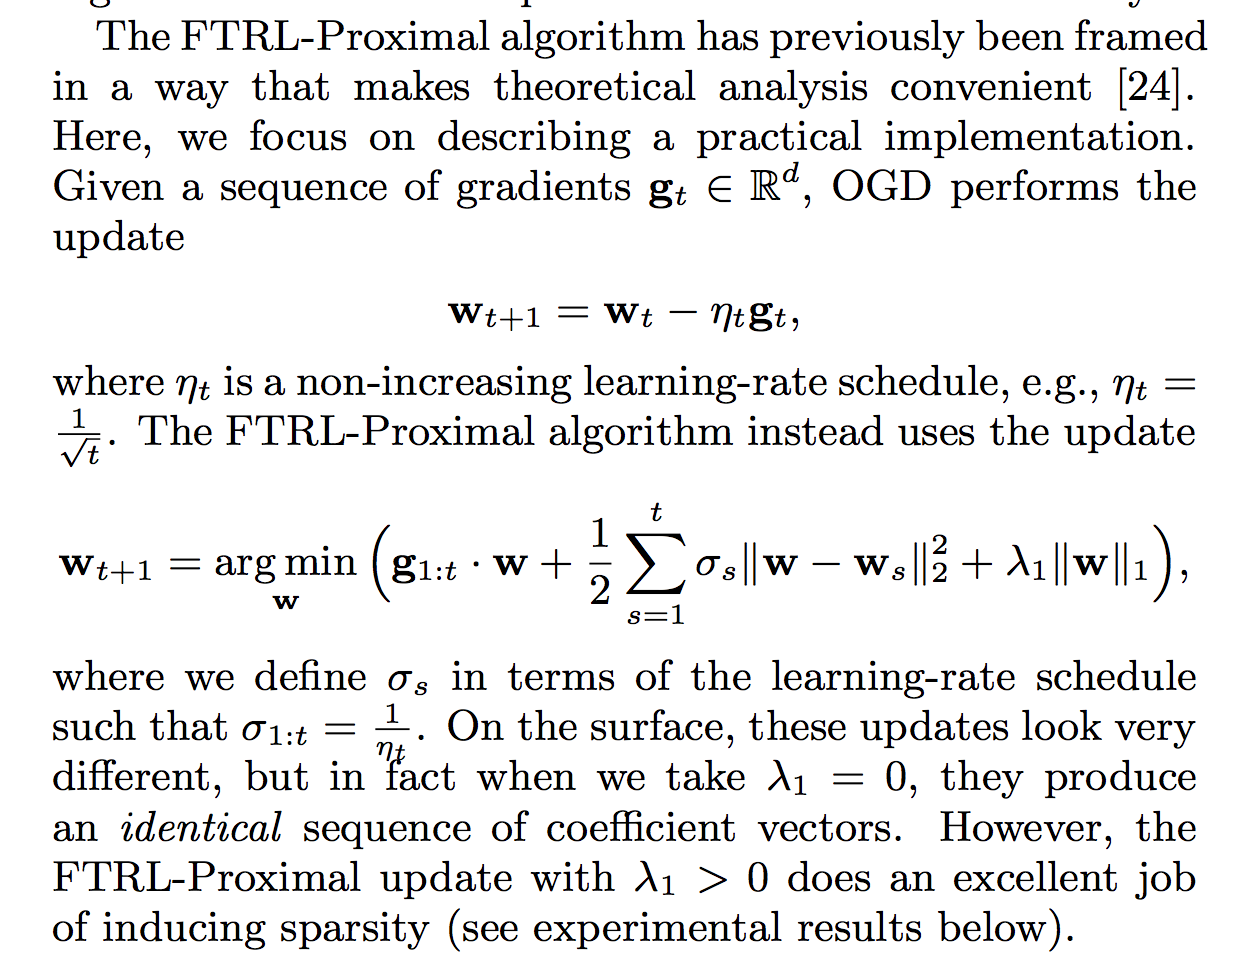 The FTRL-Proximal algorithm has previously been framed
in a way that makes theoretical analysis convenient [24].
Here, we focus on describing a practical implementation.
Given a sequence of gradients $\mathbf{g}_t \in \mathbb{R}^d$, OGD performs the
update
$\mathbf{w}_{t+1} = \mathbf{w}_t - \eta_t \mathbf{g}_t,$
where $\eta_t$ is a non-increasing learning-rate schedule, e.g., $\eta_t =$
$\frac{1}{\sqrt{t}}$. The FTRL-Proximal algorithm instead uses the update
$\mathbf{w}_{t+1} = \underset{\mathbf{w}}{\arg\min} \left( \mathbf{g}_{1:t} \cdot \mathbf{w} + \frac{1}{2} \sum_{s=1}^{t} \sigma_s \|\mathbf{w} - \mathbf{w}_s\|_2^2 + \lambda_1 \|\mathbf{w}\|_1 \right),$
where we define $\sigma_s$ in terms of the learning-rate schedule
such that $\sigma_{1:t} = \frac{1}{\eta_t}$. On the surface, these updates look very
different, but in fact when we take $\lambda_1 = 0$, they produce
an identical sequence of coefficient vectors. However, the
FTRL-Proximal update with $\lambda_1 > 0$ does an excellent job
of inducing sparsity (see experimental results below).